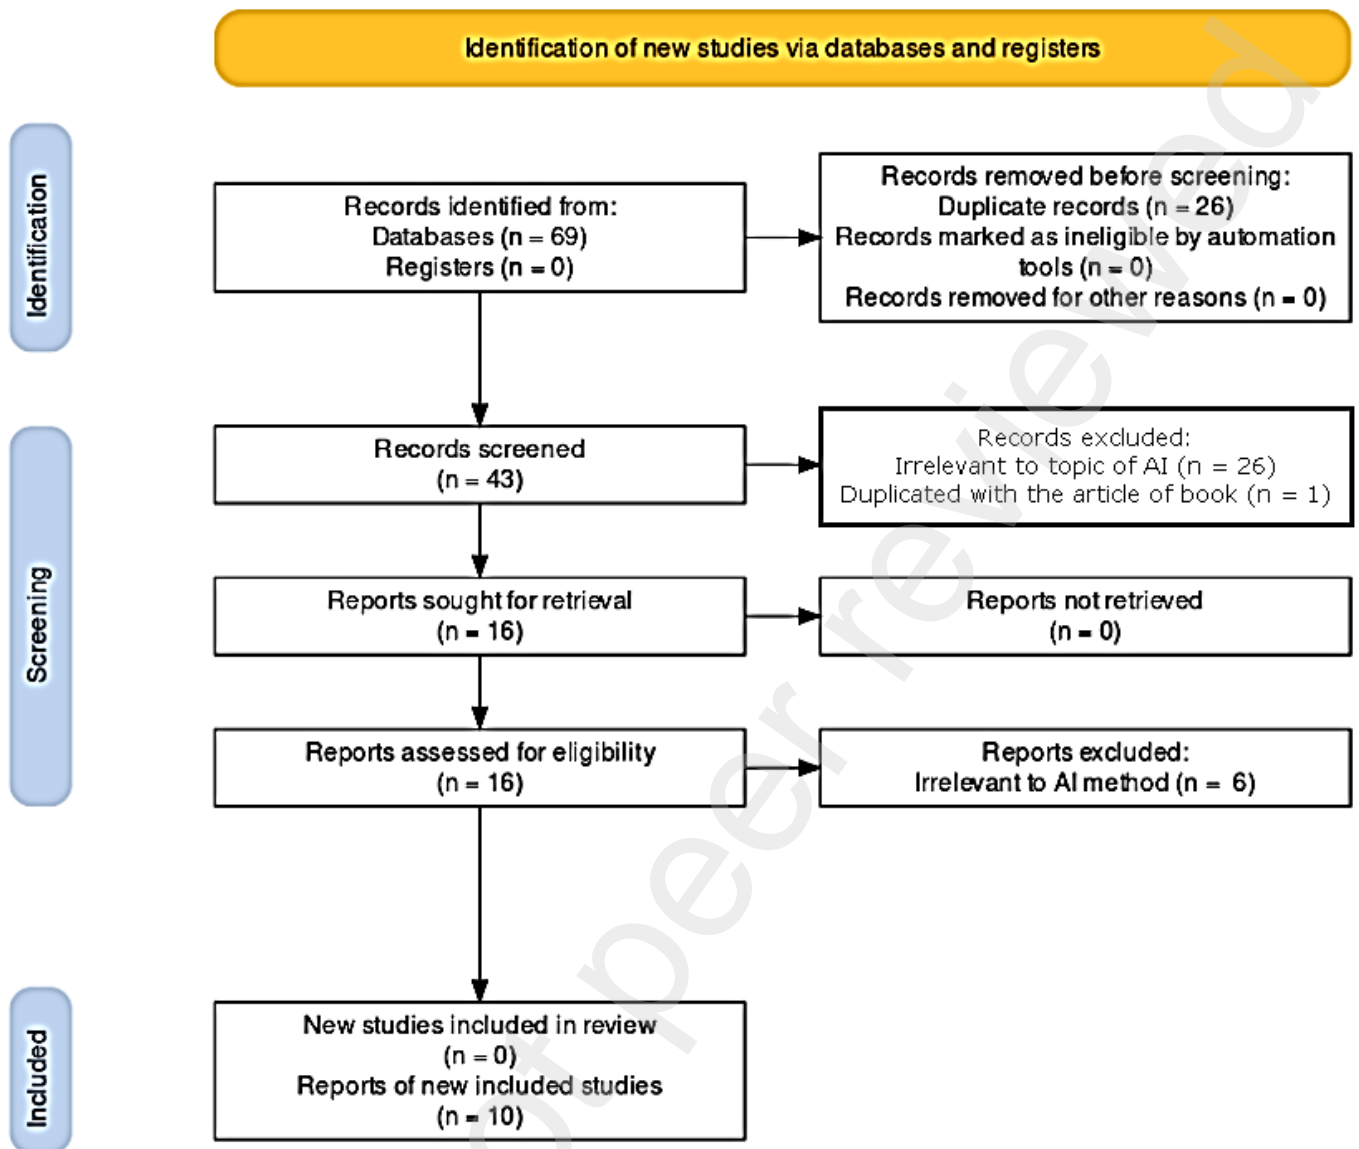 Identification of new studies via databases and registers
Identification
Records identified from:
Databases (n = 69)
Registers (n = 0)
Records removed before screening:
Duplicate records (n = 26)
Records marked as ineligible by automation
tools (n = 0)
Records removed for other reasons (n = 0)
Screening
Records screened
(n = 43)
Records excluded:
Irrelevant to topic of AI (n = 26)
Duplicated with the article of book (n = 1)
Reports sought for retrieval
(n = 16)
Reports not retrieved
(n = 0)
Reports assessed for eligibility
(n = 16)
Reports excluded:
Irrelevant to AI method (n = 6)
Included
New studies included in review
(n = 0)
Reports of new included studies
(n = 10)
ot peer reviewed